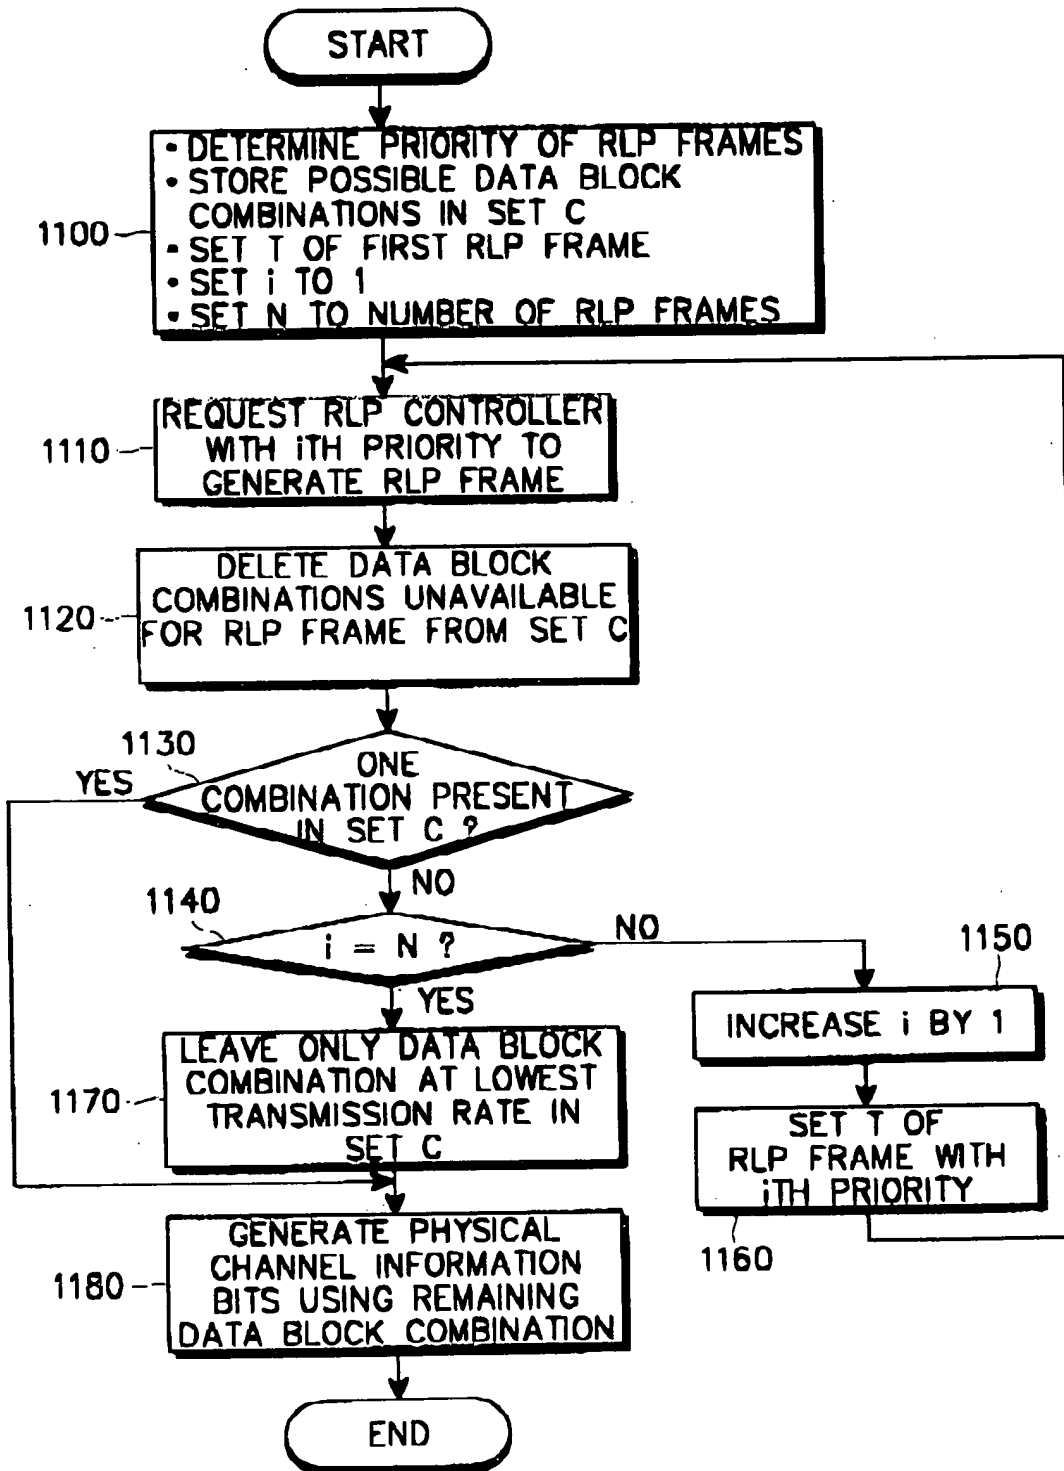 START
• DETERMINE PRIORITY OF RLP FRAMES
• STORE POSSIBLE DATA BLOCK
COMBINATIONS IN SET C
• SET T OF FIRST RLP FRAME
• SET i TO 1
• SET N TO NUMBER OF RLP FRAMES
1100
REQUEST RLP CONTROLLER
WITH iTH PRIORITY TO
GENERATE RLP FRAME
1110
DELETE DATA BLOCK
COMBINATIONS UNAVAILABLE
FOR RLP FRAME FROM SET C
1120
1130
YES
ONE
COMBINATION PRESENT
IN SET C ?
NO
1140
i = N ?
NO
YES
1150
INCREASE i BY 1
LEAVE ONLY DATA BLOCK
COMBINATION AT LOWEST
TRANSMISSION RATE IN
SET C
1170
SET T OF
RLP FRAME WITH
iTH PRIORITY
1160
GENERATE PHYSICAL
CHANNEL INFORMATION
BITS USING REMAINING
DATA BLOCK COMBINATION
1180
END